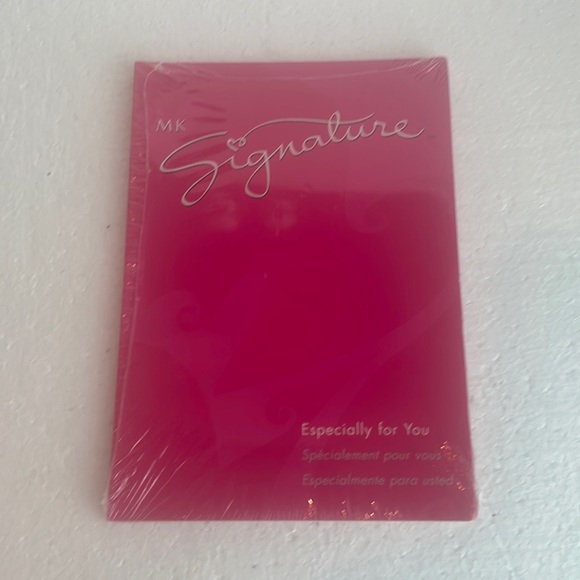 MK
Signature
Especially for You
Spécialement pour vous
Especialmente para usted